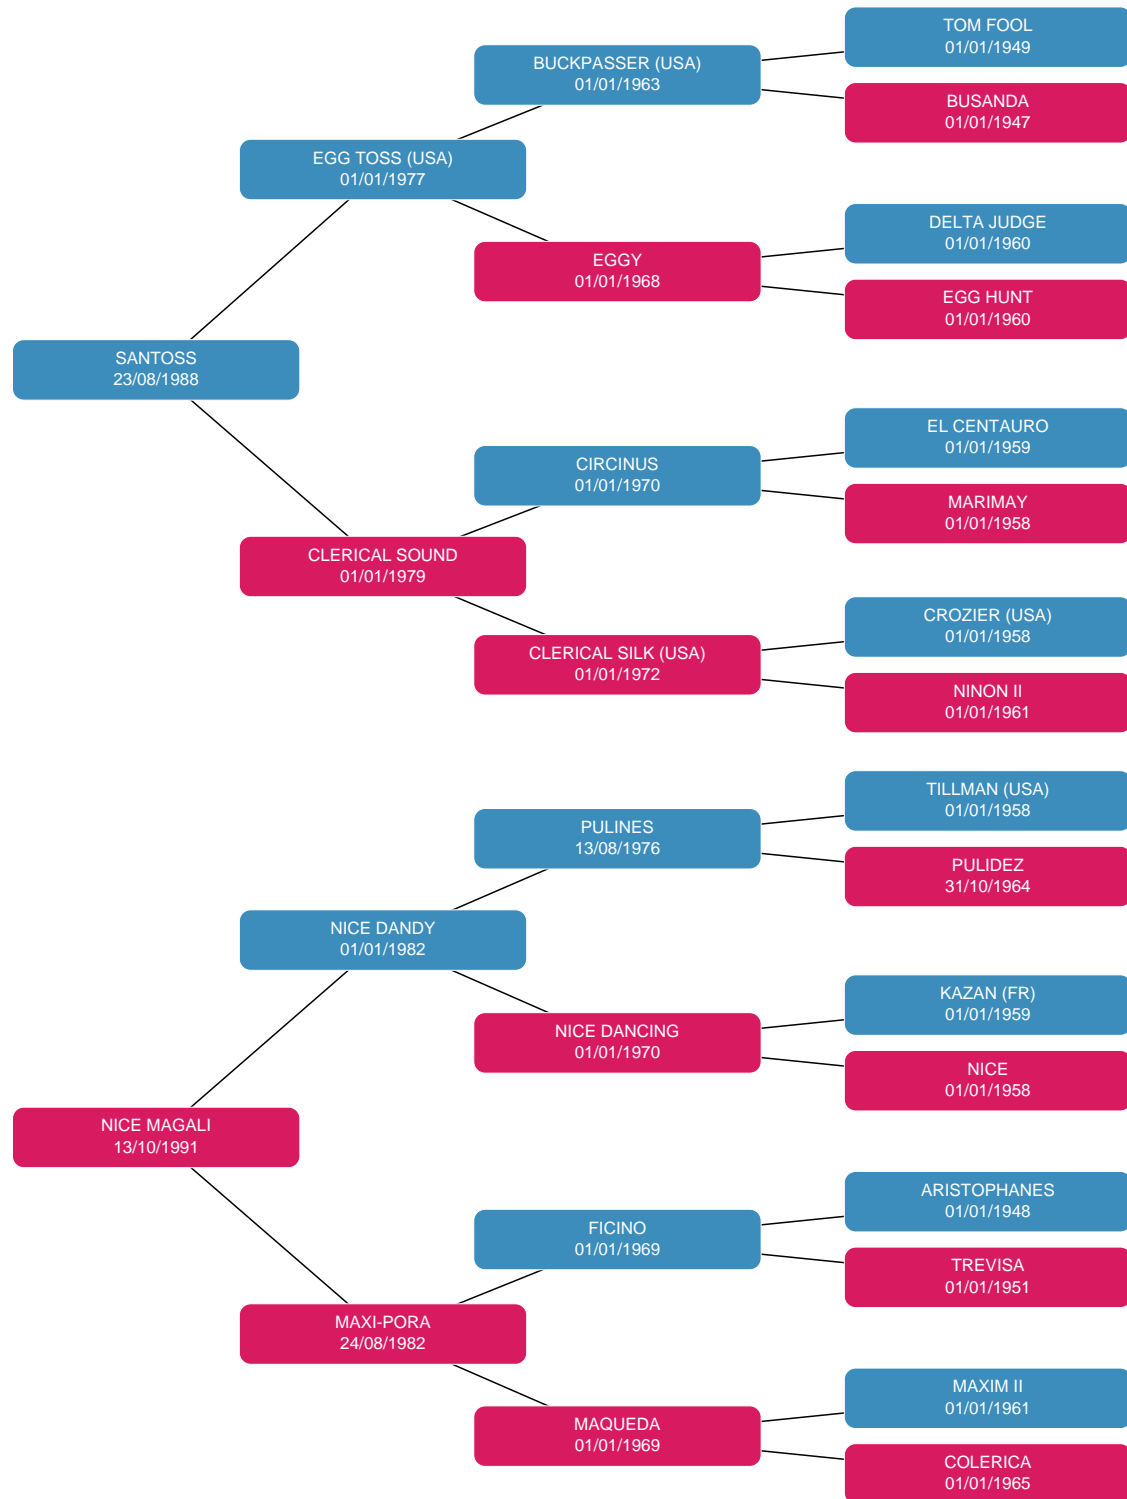 TOM FOOL
01/01/1949
BUCKPASSER (USA)
01/01/1963
BUSANDA
01/01/1947
EGG TOSS (USA)
01/01/1977
DELTA JUDGE
01/01/1960
EGGY
01/01/1968
EGG HUNT
01/01/1960
SANTOSS
23/08/1988
EL CENTAURO
01/01/1959
CIRCINUS
01/01/1970
MARIMAY
01/01/1958
CLERICAL SOUND
01/01/1979
CROZIER (USA)
01/01/1958
CLERICAL SILK (USA)
01/01/1972
NINON II
01/01/1961
TILLMAN (USA)
01/01/1958
PULINES
13/08/1976
PULIDEZ
31/10/1964
NICE DANDY
01/01/1982
KAZAN (FR)
01/01/1959
NICE DANCING
01/01/1970
NICE
01/01/1958
NICE MAGALI
13/10/1991
ARISTOPHANES
01/01/1948
FICINO
01/01/1969
TREVISA
01/01/1951
MAXI-PORA
24/08/1982
MAXIM II
01/01/1961
MAQUEDA
01/01/1969
COLERICA
01/01/1965